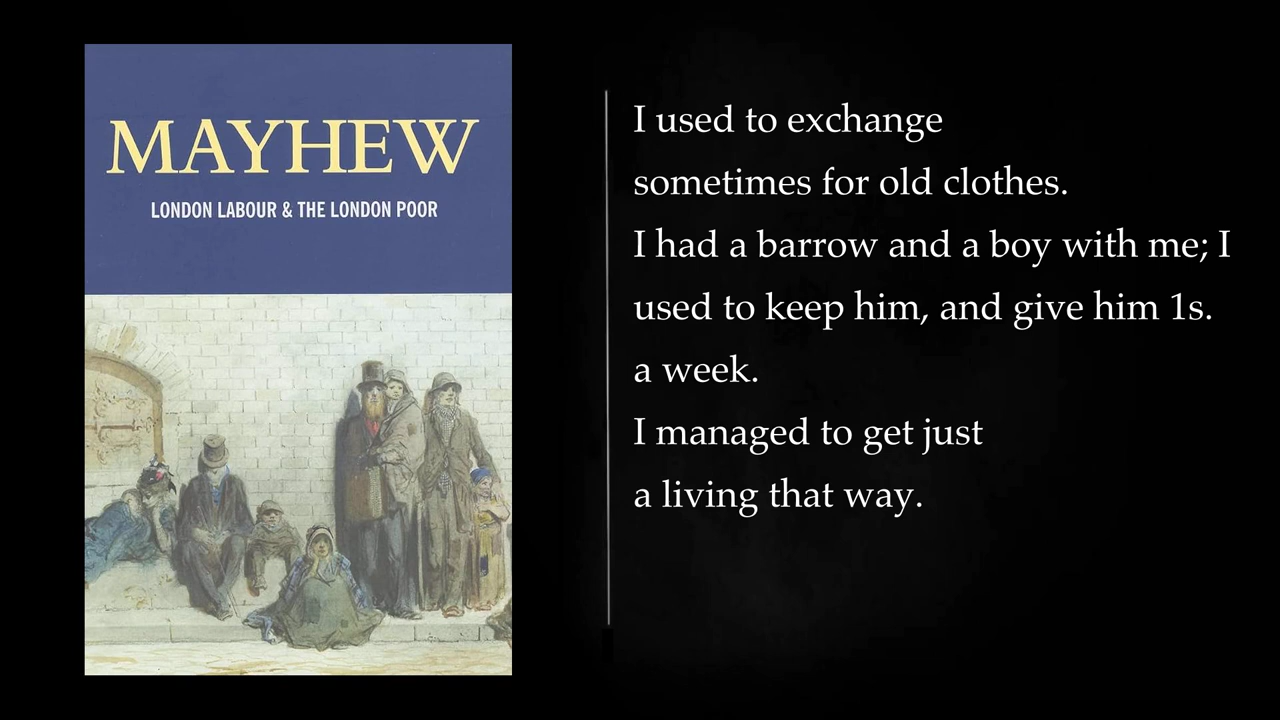 MAYHEW
LONDON LABOUR & THE LONDON POOR
I used to exchange
sometimes for old clothes.
I had a barrow and a boy with me; I
used to keep him, and give him 1s.
a week.
I managed to get just
a living that way.